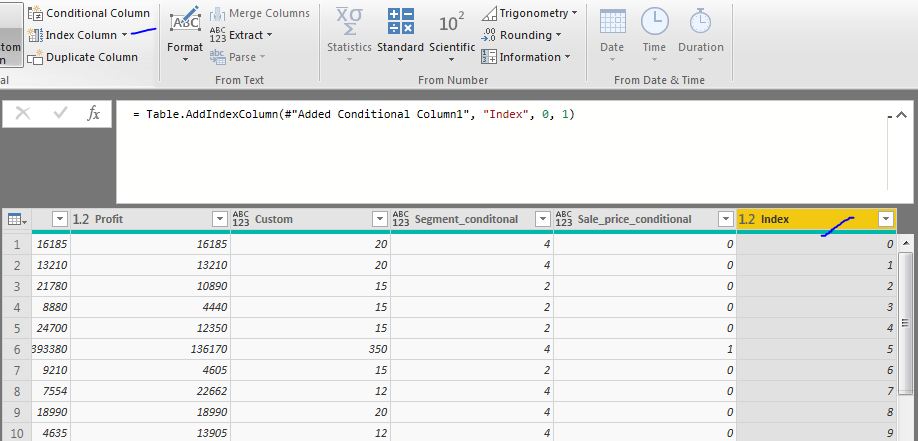 Conditional Column
Index Column
Duplicate Column
tom
n
al
ABC
Format
Merge Columns
ABC
123
Extract
abc
Parse
From Text
Χσ
Statistics
Standard
10²
Scientific
Trigonometry
.00
Rounding
Information
From Number
Date
Time
Duration
From Date & Time
fx
= Table.AddIndexColumn(#"Added Conditional Column1", "Index", 0, 1)
1.2 Profit ABC 123 Custom ABC 123 Segment_conditonal ABC 123 Sale_price_conditional 1.2 Index
1 16185 16185 20 4 0 0
2 13210 13210 20 4 0 1
3 21780 10890 15 2 0 2
4 8880 4440 15 2 0 3
5 24700 12350 15 2 0 4
6 393380 136170 350 4 1 5
7 9210 4605 15 2 0 6
8 7554 22662 12 4 0 7
9 18990 18990 20 4 0 8
10 4635 13905 12 4 0 9